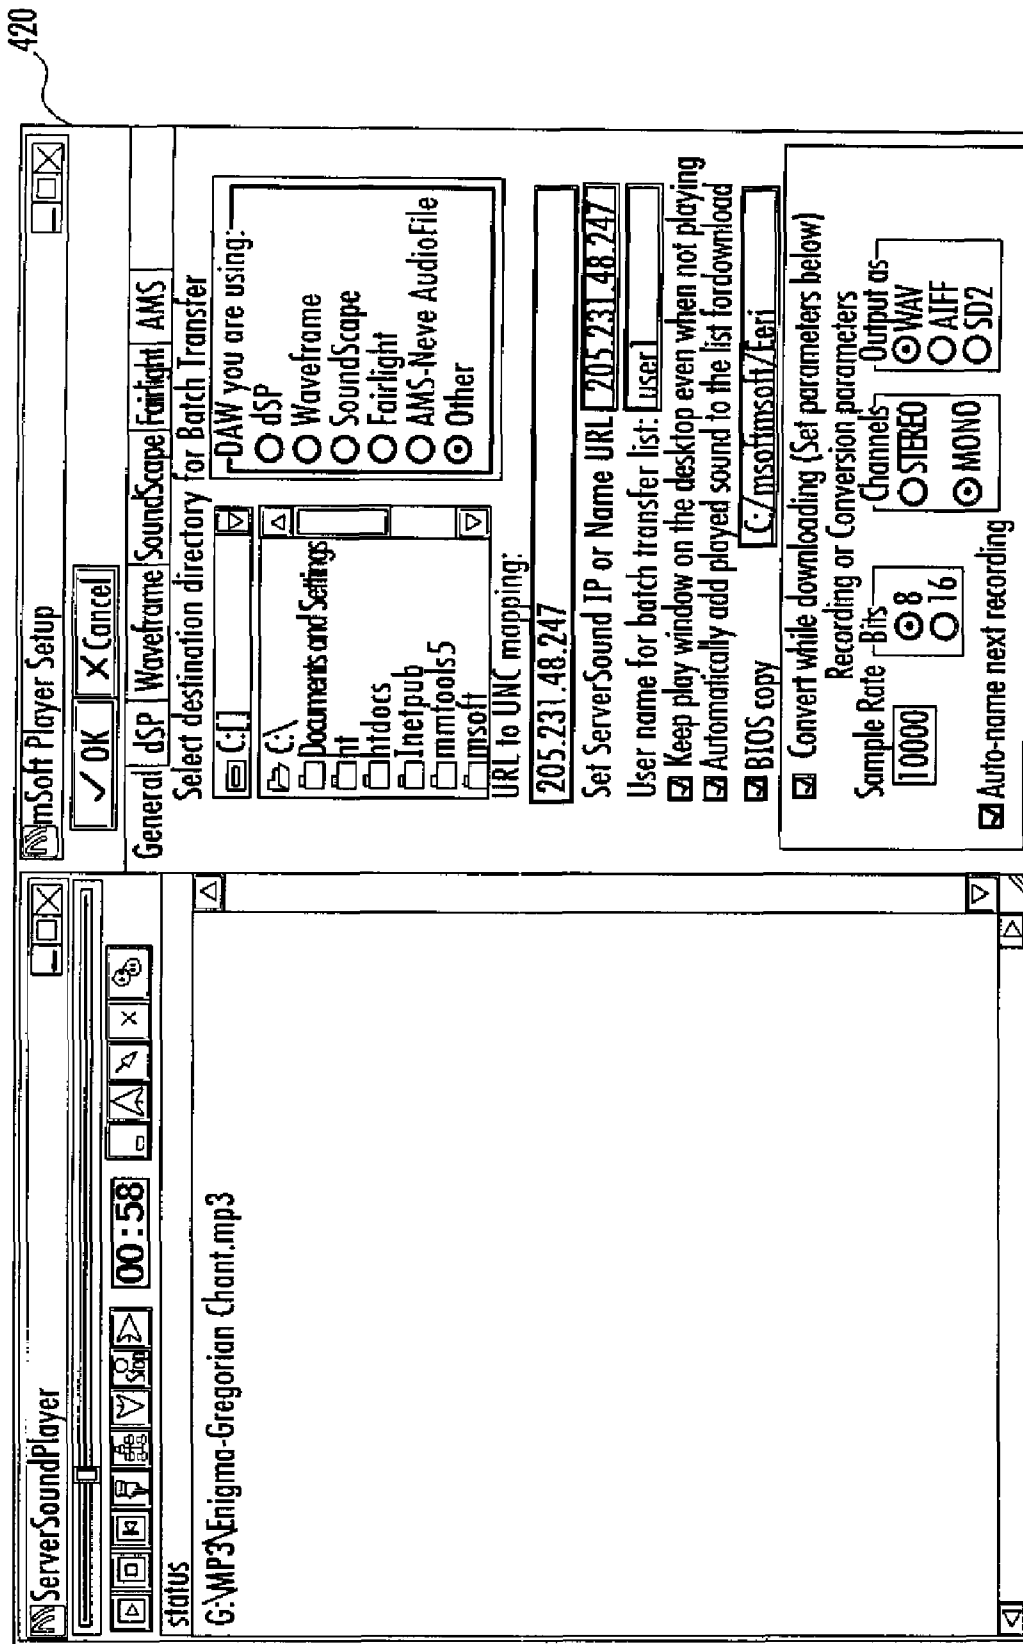 420
ServerSoundPlayer
Stop
00:58
status
G:\MP3\Enigma-Gregorian Chant.mp3
mSoft Player Setup
OK
Cancel
General dSP Waveframe SoundScape Fairlight AMS
Select destination directory for Batch Transfer
C:[]
C:\
Documents and Settings
ht
htdocs
Inetpub
mmtools5
msoft
DAW you are using:
dSP
Waveframe
SoundScape
Fairlight
AMS-Neve AudioFile
Other
URL to UNC mapping:
205.231.48.247
Set ServerSound IP or Name URL 205.231.48.247
User name for batch transfer list: user
Keep play window on the desktop even when not playing
Automatically add played sound to the list fordownload
BIOS copy C:/msoftmsoft/Eeri
Convert while downloading (Set parameters below)
Recording or Conversion parameters
Sample Rate Bits Channels Output as
10000
8
16
STEREO
MONO
WAV
AIFF
SD2
Auto-name next recording